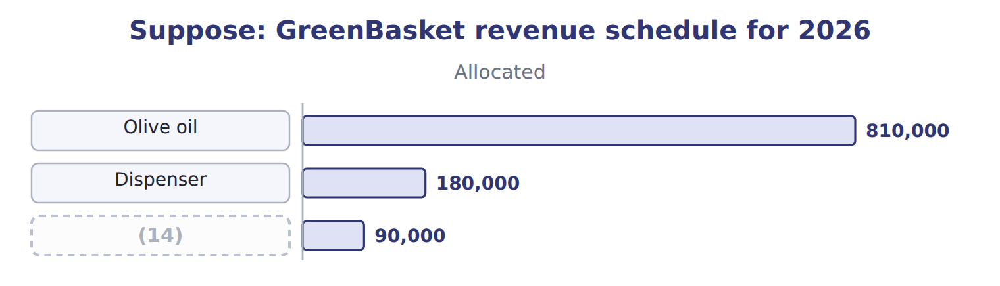 Suppose: GreenBasket revenue schedule for 2026
Allocated
Olive oil
810,000
Dispenser
180,000
(14)
90,000